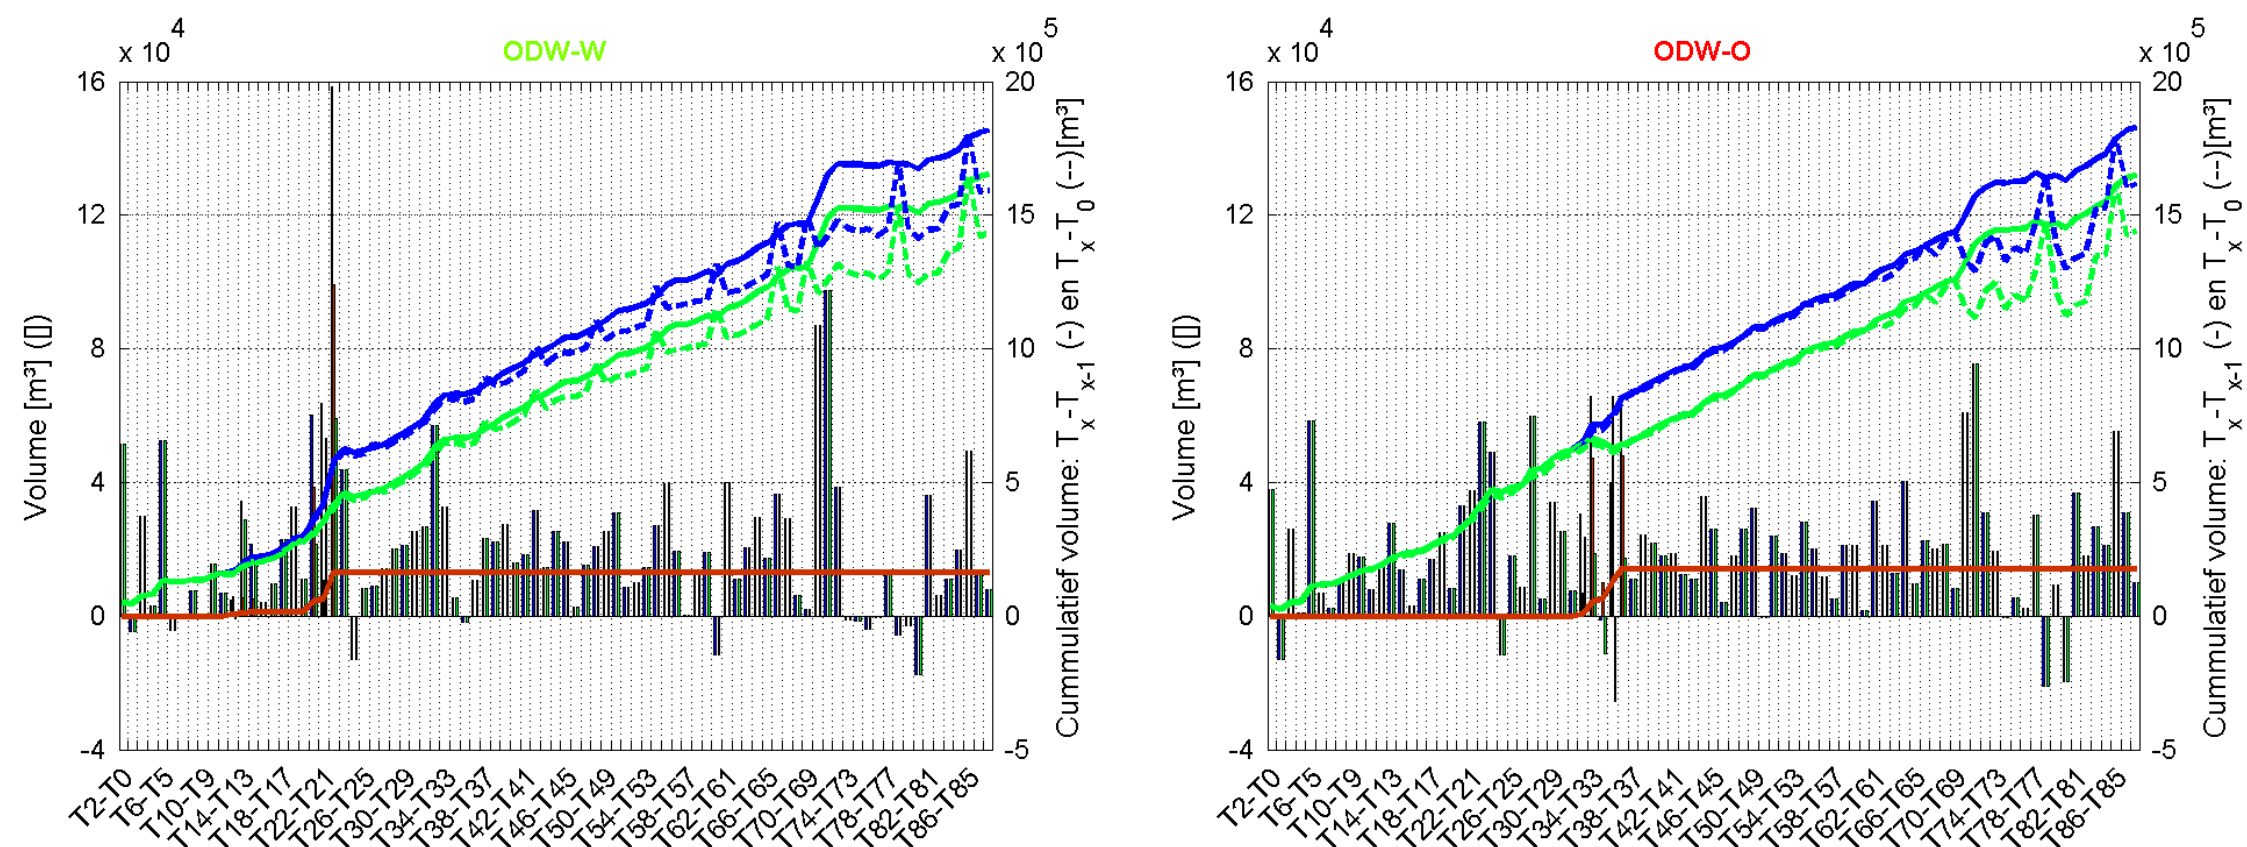 x 10^4
ODW-W
x 10^5
16
12
8
4
0
-4
20
15
10
5
0
-5
Volume [m³] ([])
Cummulatief volume: T_x-T_x-1 (-) en T_x-T_0 (--)[m³]
T2-T0
T6-T5
T10-T9
T14-T13
T18-T17
T22-T21
T26-T25
T30-T29
T34-T33
T38-T37
T42-T41
T46-T45
T50-T49
T54-T53
T58-T57
T62-T61
T66-T65
T70-T69
T74-T73
T78-T77
T82-T81
T86-T85
x 10^4
ODW-O
x 10^5
16
12
8
4
0
-4
20
15
10
5
0
-5
Volume [m³] ([])
Cummulatief volume: T_x-T_x-1 (-) en T_x-T_0 (--)[m³]
T2-T0
T6-T5
T10-T9
T14-T13
T18-T17
T22-T21
T26-T25
T30-T29
T34-T33
T38-T37
T42-T41
T46-T45
T50-T49
T54-T53
T58-T57
T62-T61
T66-T65
T70-T69
T74-T73
T78-T77
T82-T81
T86-T85